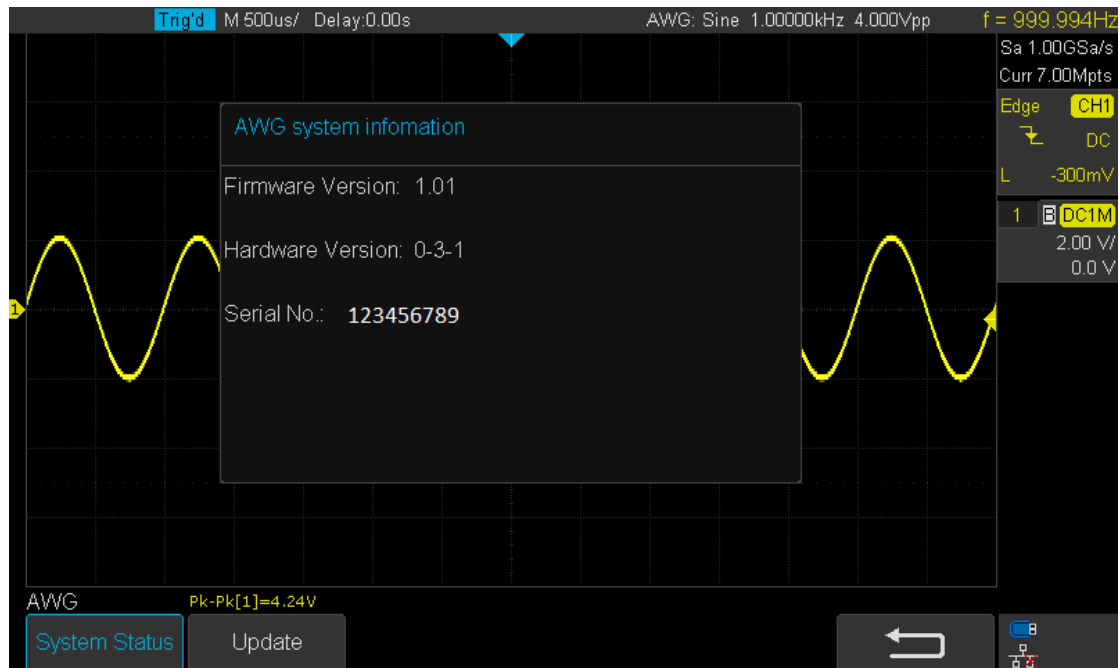 Trig'd M 500us/ Delay:0.00s AWG: Sine 1.00000kHz 4.000Vpp f = 999.994Hz
Sa 1.00GSa/s
Curr 7.00Mpts
Edge CH1
DC
L -300mV
1 B DC1M
2.00 V/
0.0 V
AWG system infomation
Firmware Version: 1.01
Hardware Version: 0-3-1
Serial No.: 123456789
1
AWG Pk-Pk[1]=4.24V
System Status Update